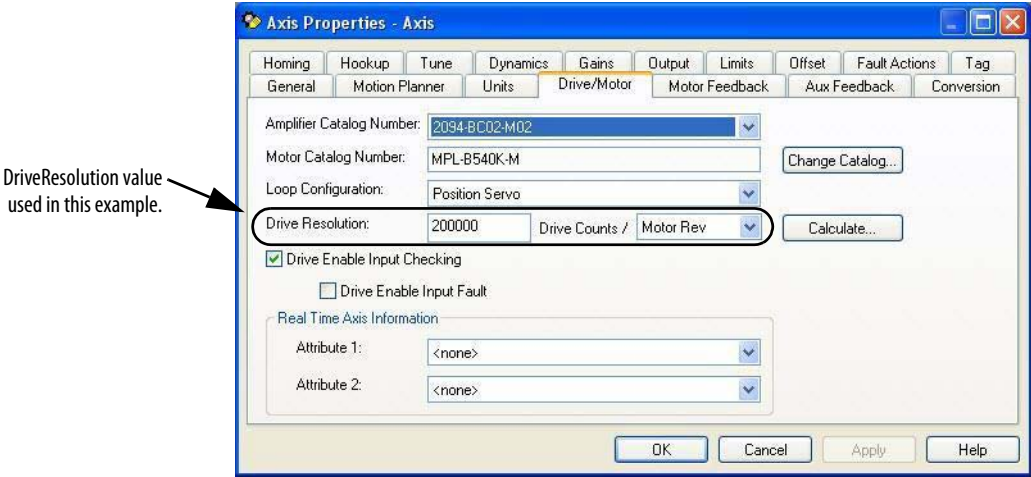 Axis Properties - Axis
Homing Hookup Tune Dynamics Gains Output Limits Offset Fault Actions Tag
General Motion Planner Units Drive/Motor Motor Feedback Aux Feedback Conversion
Amplifier Catalog Number: 2094-BC02-M02
Motor Catalog Number: MPL-B540K-M Change Catalog...
Loop Configuration: Position Servo
DriveResolution value
used in this example.
Drive Resolution: 200000 Drive Counts / Motor Rev Calculate...
Drive Enable Input Checking
Drive Enable Input Fault
Real Time Axis Information
Attribute 1: <none>
Attribute 2: <none>
OK Cancel Apply Help